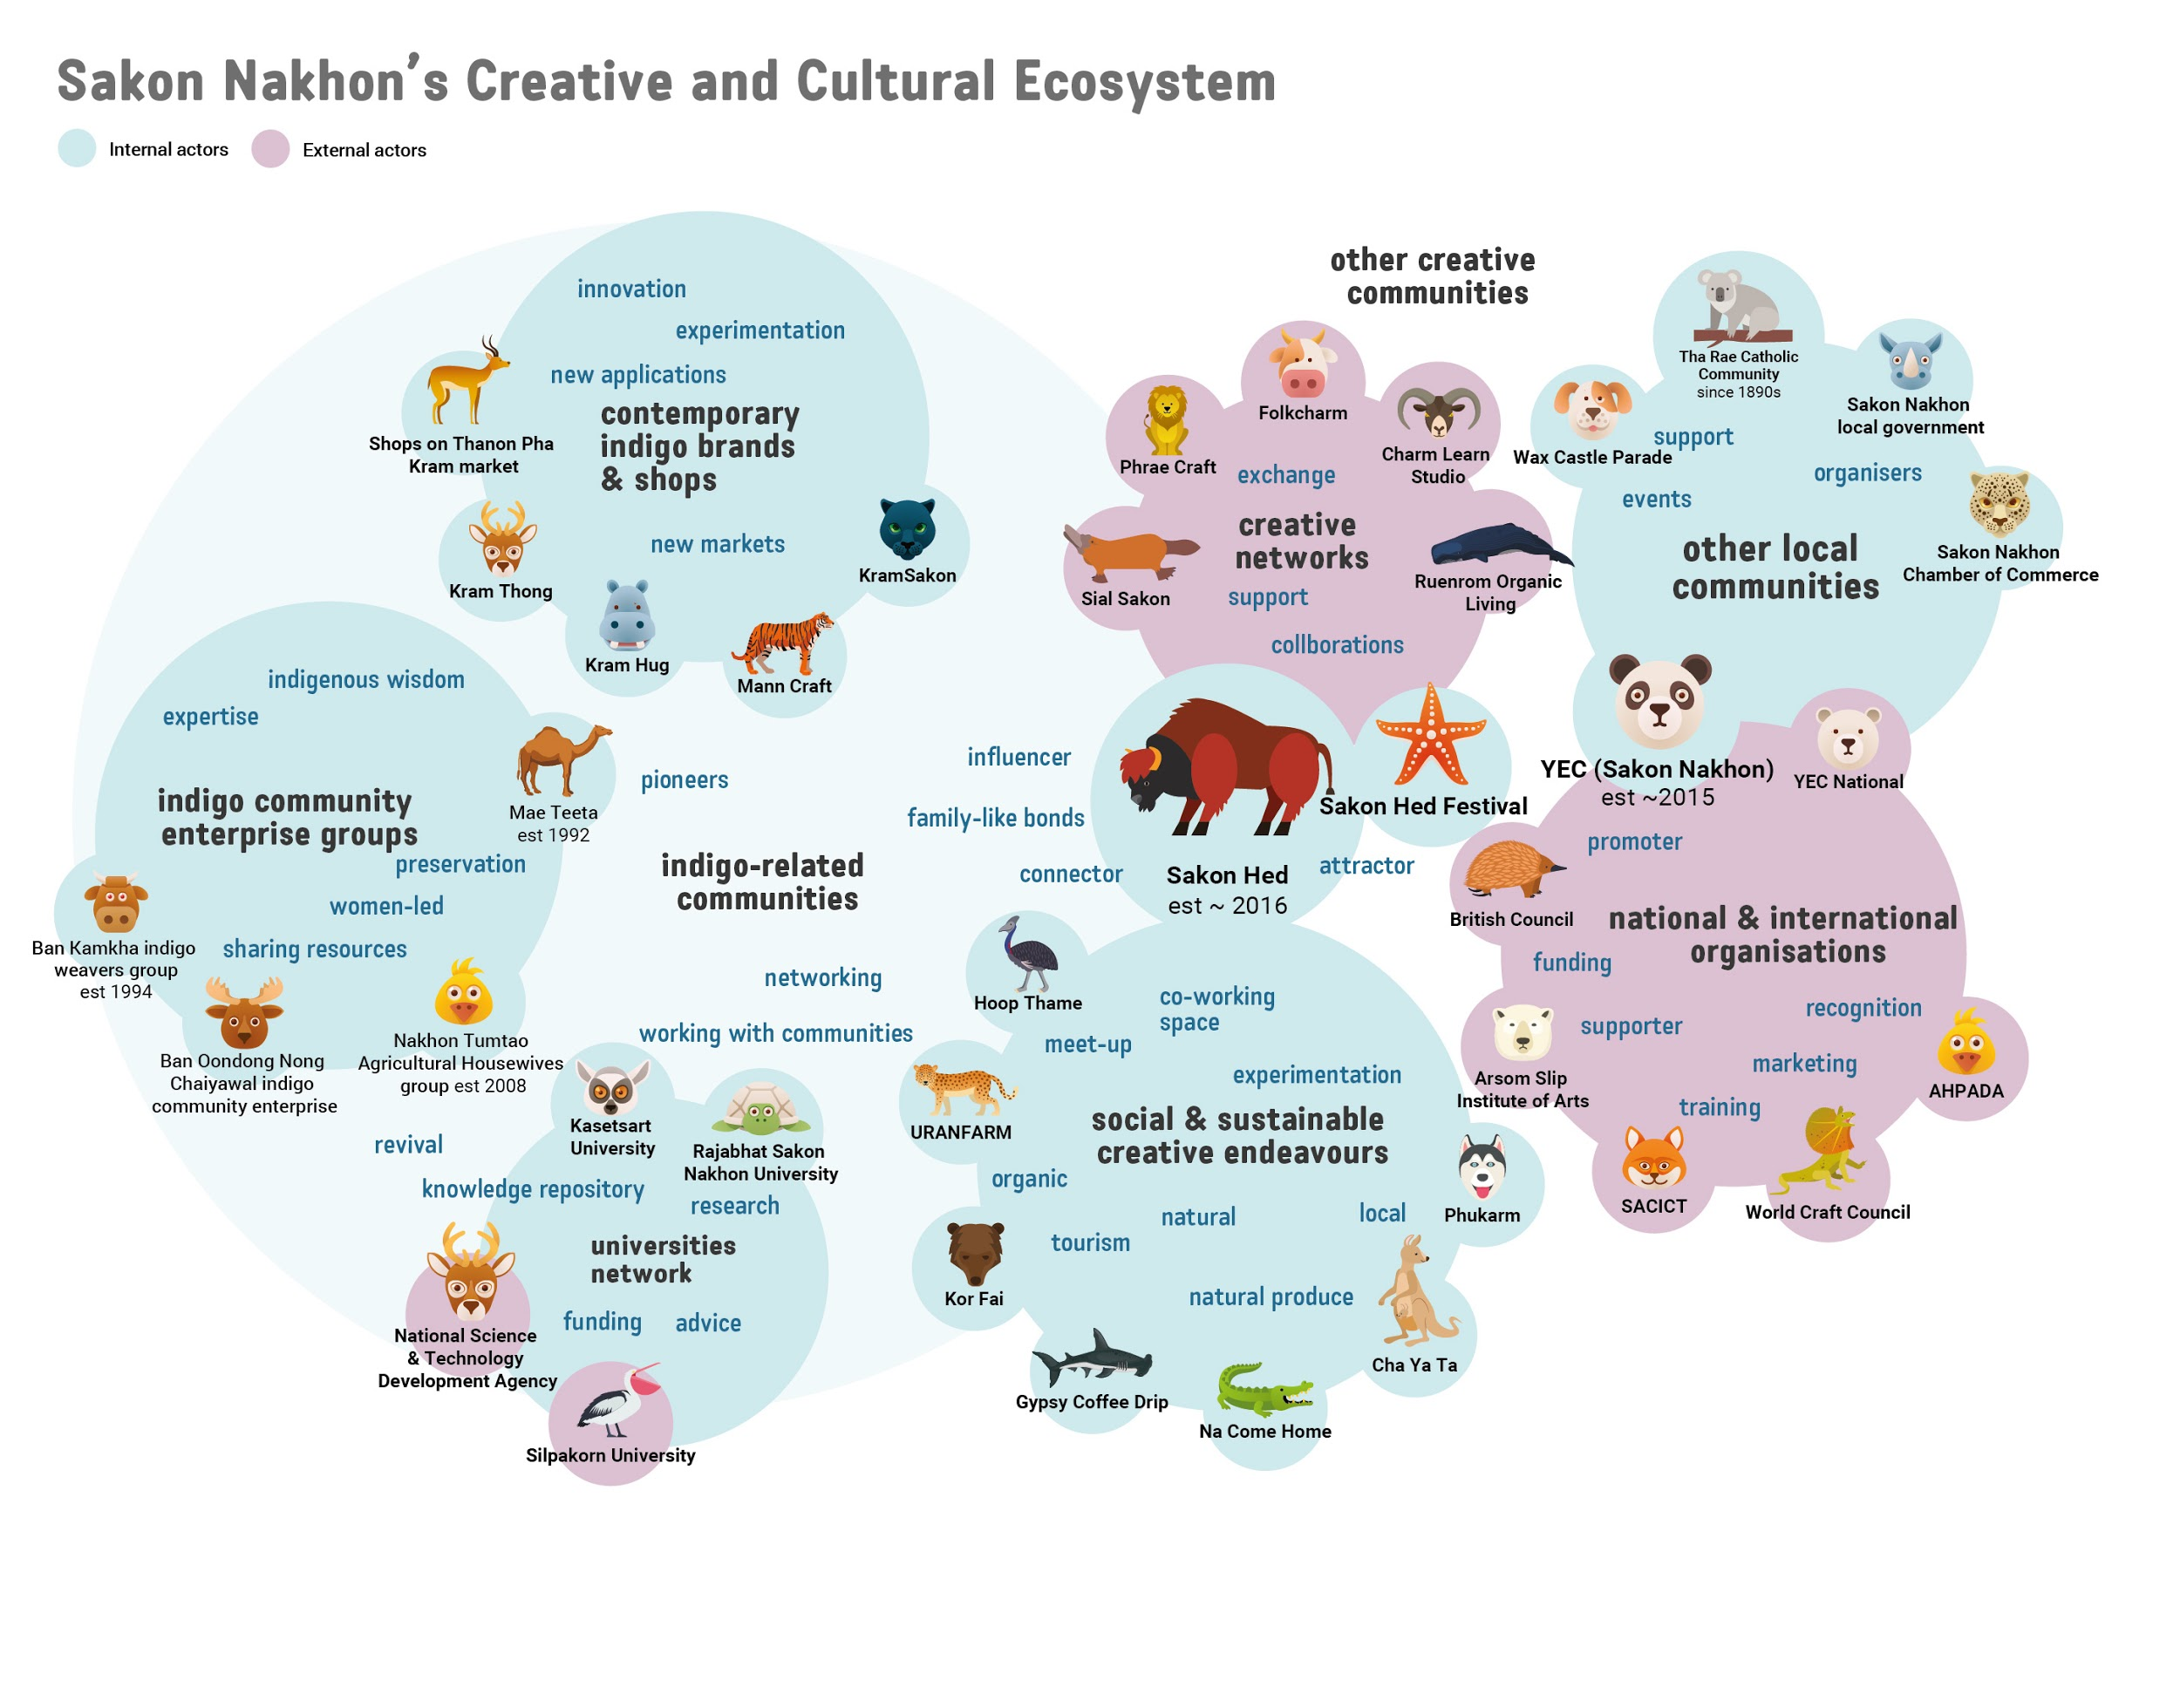 Sakon Nakhon's Creative and Cultural Ecosystem
Internal actors
External actors
innovation
experimentation
new applications
contemporary
indigo brands
& shops
new markets
Shops on Thanon Pha
Kram market
Kram Thong
Kram Hug
Mann Craft
KramSakon
indigenous wisdom
expertise
indigo community
enterprise groups
preservation
women-led
sharing resources
Mae Teeta
est 1992
pioneers
Ban Kamkha indigo
weavers group
est 1994
Ban Oondong Nong
Chaiyawal indigo
community enterprise
Nakhon Tumtao
Agricultural Housewives
group est 2008
indigo-related
communities
influencer
family-like bonds
connector
networking
working with communities
revival
knowledge repository
Kasetsart
University
Rajabhat Sakon
Nakhon University
research
universities
network
funding
advice
National Science
& Technology
Development Agency
Silpakorn University
other creative
communities
Folkcharm
Phrae Craft
Charm Learn
Studio
exchange
creative
networks
Sial Sakon
Ruenrom Organic
Living
support
collborations
Sakon Hed
est ~ 2016
Sakon Hed Festival
attractor
Hoop Thame
co-working
space
meet-up
experimentation
URANFARM
social & sustainable
creative endeavours
organic
natural
local
tourism
natural produce
Phukarm
Kor Fai
Cha Ya Ta
Gypsy Coffee Drip
Na Come Home
Tha Rae Catholic
Community
since 1890s
Sakon Nakhon
local government
Wax Castle Parade
support
organisers
events
other local
communities
Sakon Nakhon
Chamber of Commerce
YEC (Sakon Nakhon)
est ~2015
YEC National
promoter
British Council
national & international
organisations
funding
recognition
supporter
marketing
training
Arsom Slip
Institute of Arts
AHPADA
SACICT
World Craft Council